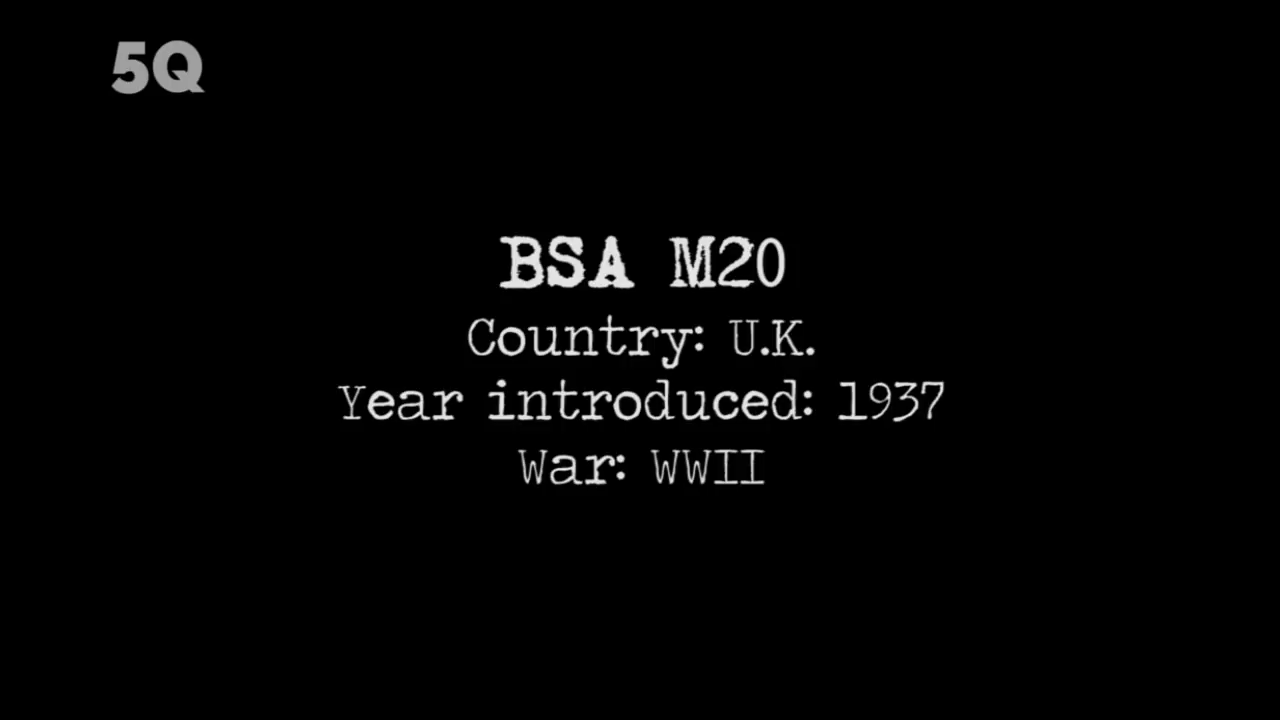 5Q
BSA M20
Country: U.K.
Year introduced: 1937
War: WWII